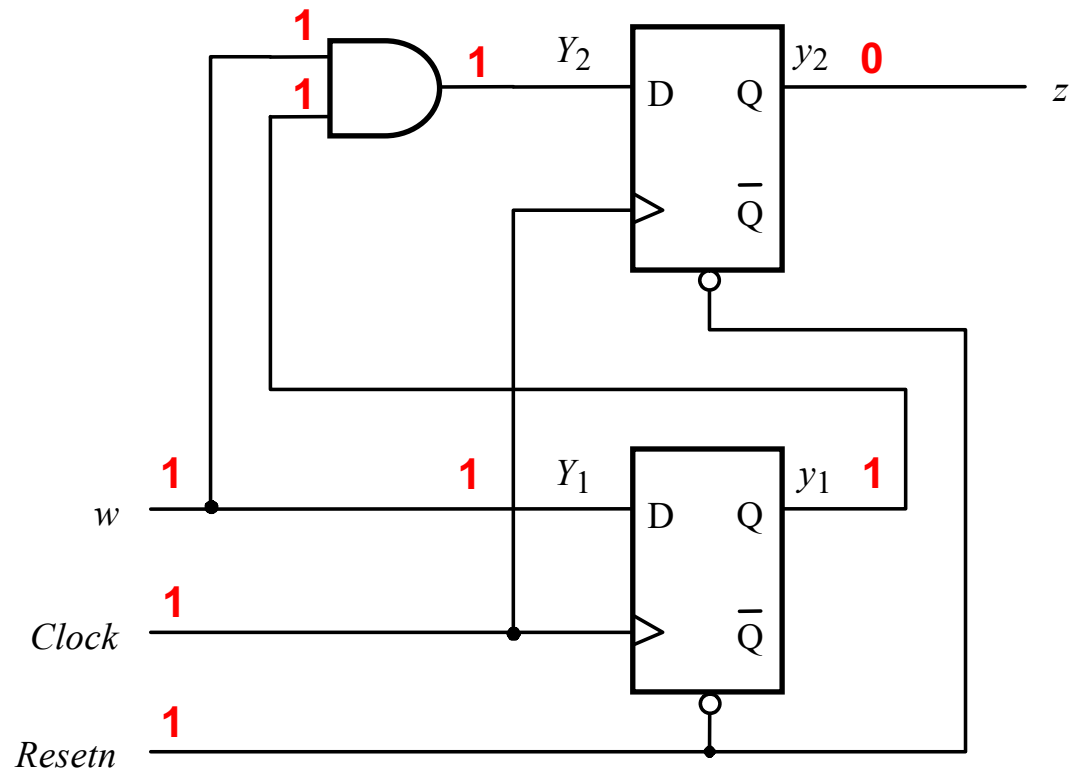 1
1 1 Y2 y2 0
1 D Q z
Q̅
1 1 Y1 y1 1
w D Q
1
Clock Q̅
1
Resetn